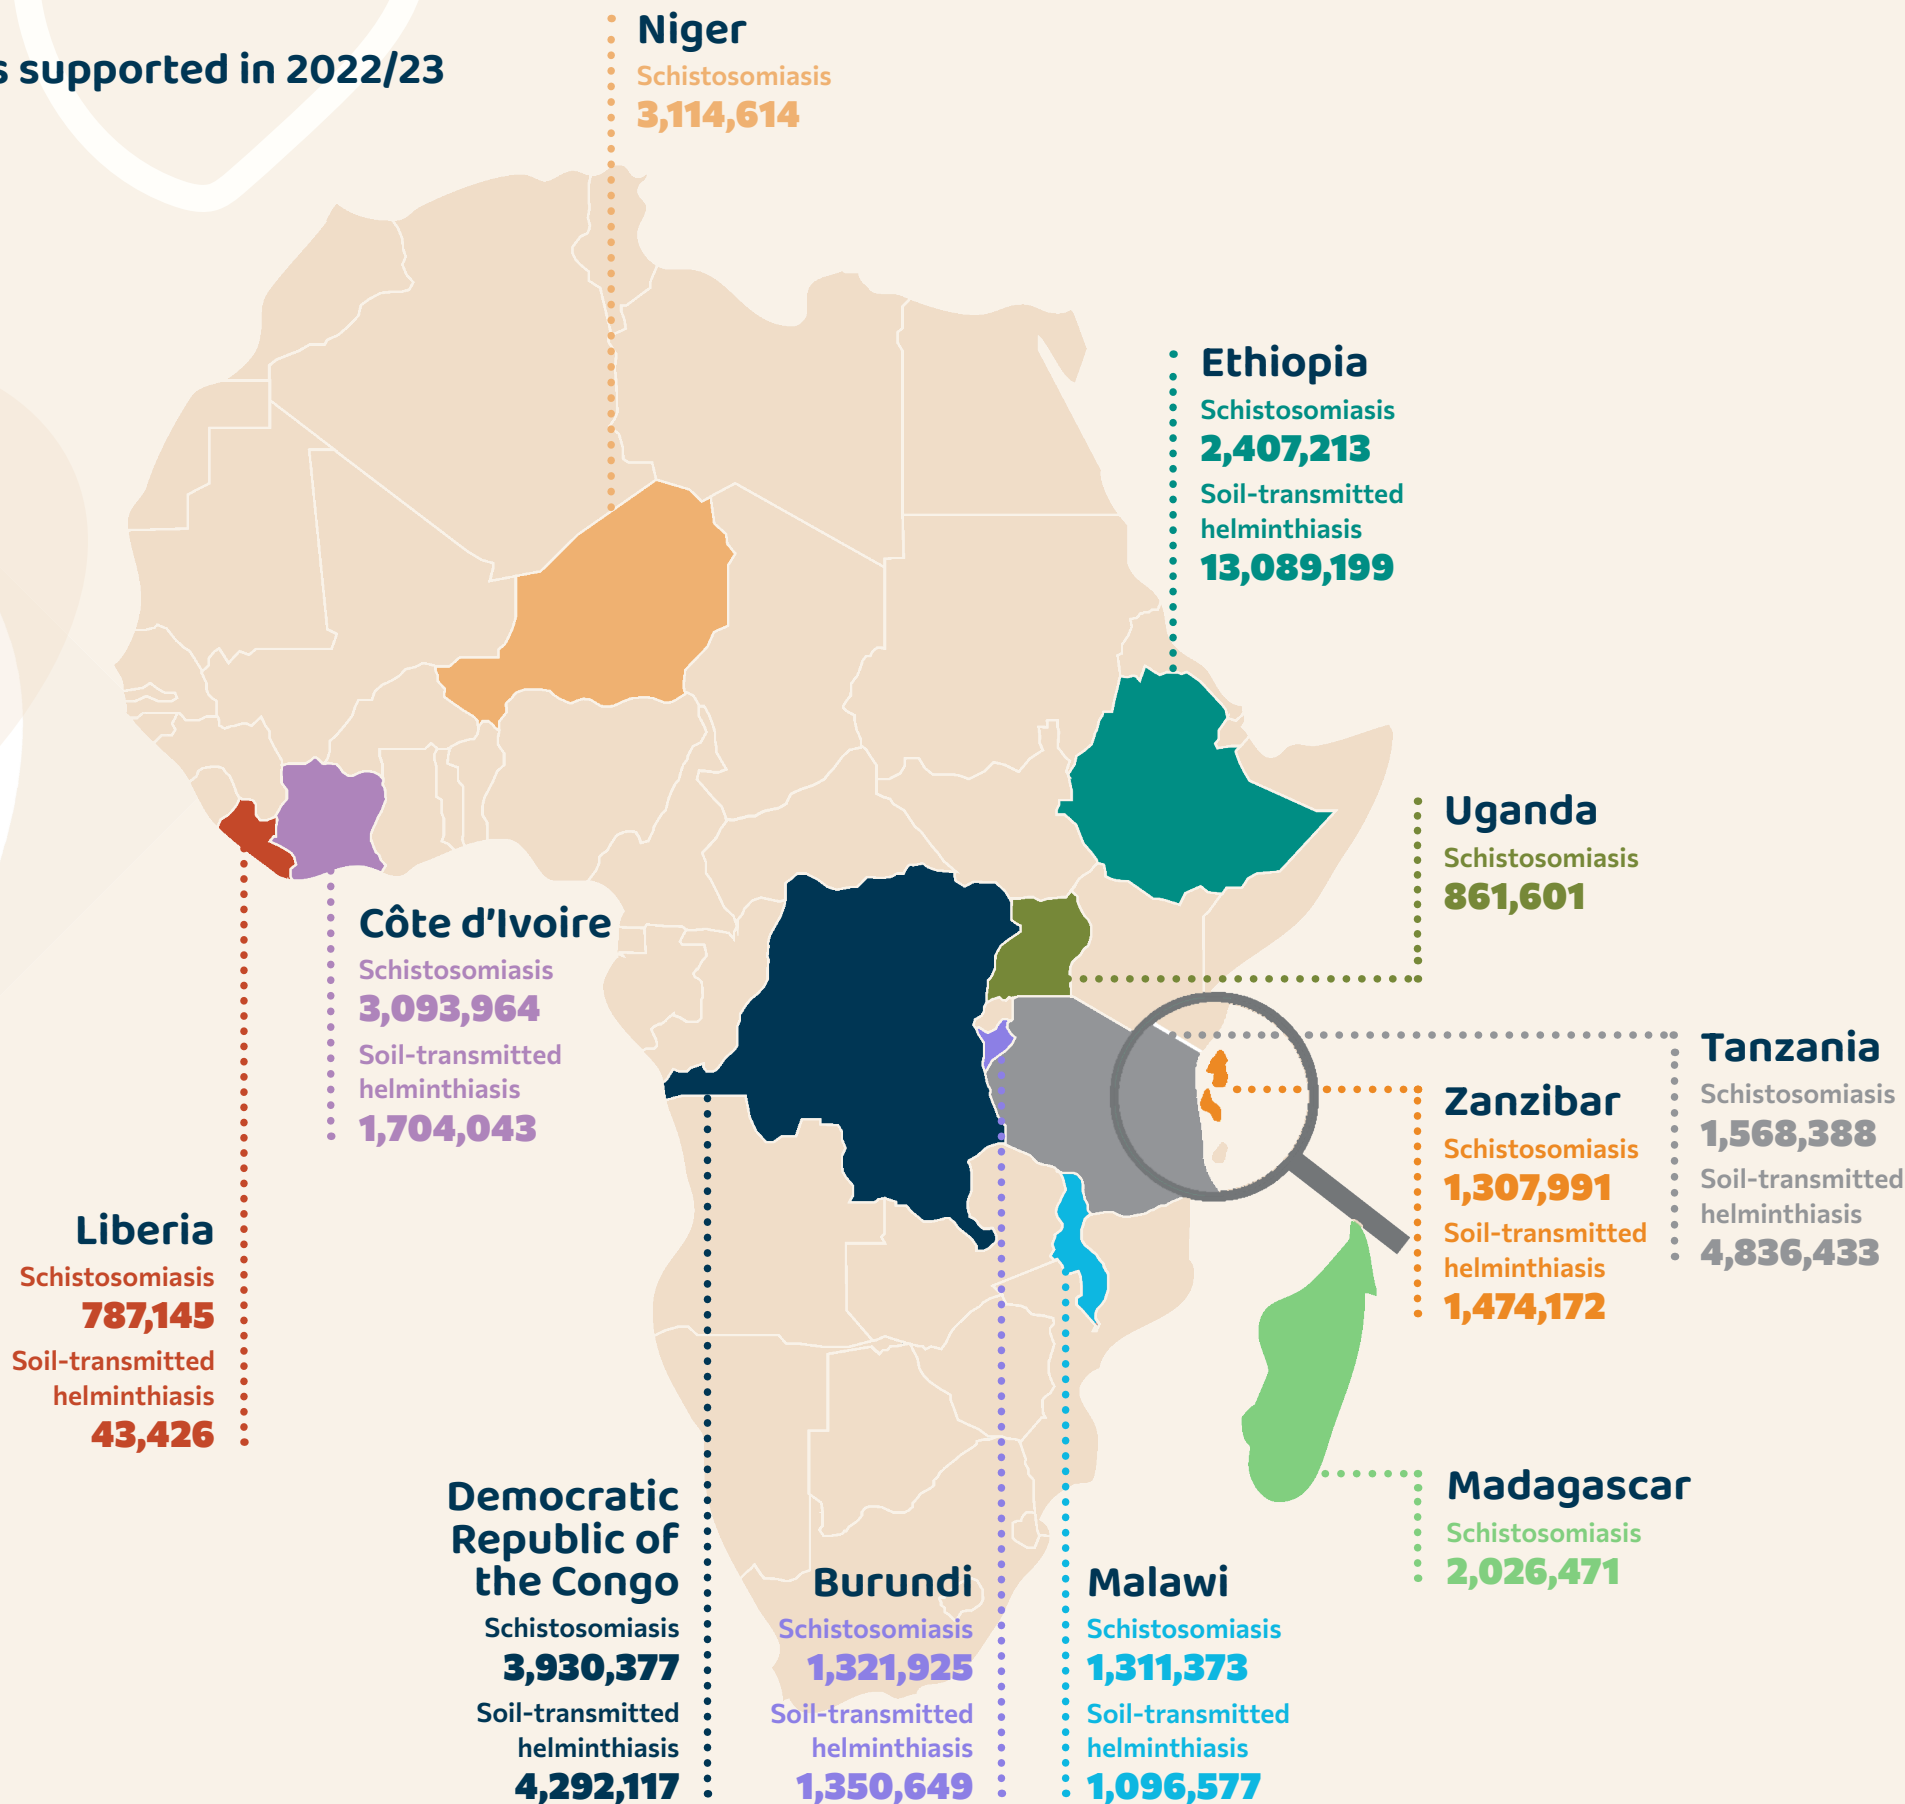 s supported in 2022/23
Niger
Schistosomiasis
3,114,614
Ethiopia
Schistosomiasis
2,407,213
Soil-transmitted
helminthiasis
13,089,199
Uganda
Schistosomiasis
861,601
Côte d'Ivoire
Schistosomiasis
3,093,964
Soil-transmitted
helminthiasis
1,704,043
Tanzania
Schistosomiasis
1,568,388
Soil-transmitted
helminthiasis
4,836,433
Zanzibar
Schistosomiasis
1,307,991
Soil-transmitted
helminthiasis
1,474,172
Liberia
Schistosomiasis
787,145
Soil-transmitted
helminthiasis
43,426
Madagascar
Schistosomiasis
2,026,471
Democratic
Republic of
the Congo
Schistosomiasis
3,930,377
Soil-transmitted
helminthiasis
4,292,117
Burundi
Schistosomiasis
1,321,925
Soil-transmitted
helminthiasis
1,350,649
Malawi
Schistosomiasis
1,311,373
Soil-transmitted
helminthiasis
1,096,577